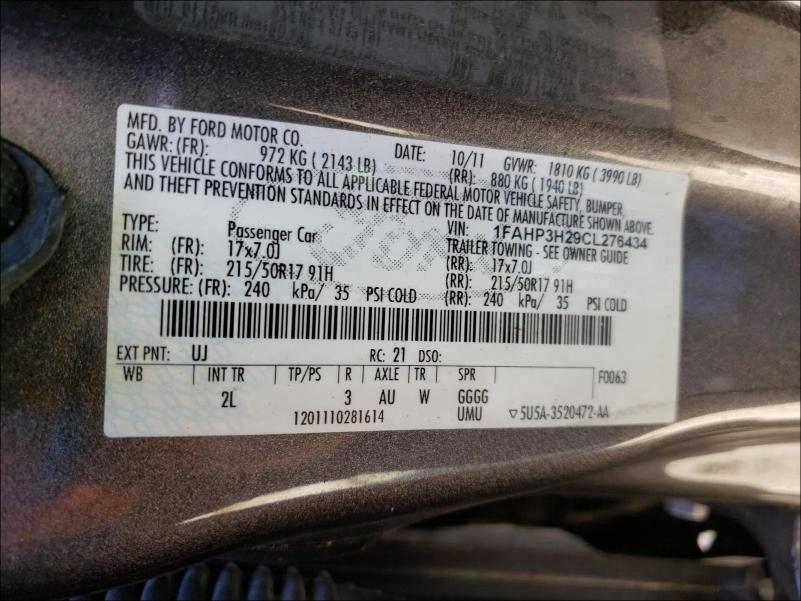 MFD. BY FORD MOTOR CO.
DATE: 10/11 GVWR: 1810 KG ( 3990 LB)
GAWR: (FR): 972 KG ( 2143 LB) (RR): 880 KG ( 1940 LB)
THIS VEHICLE CONFORMS TO ALL APPLICABLE FEDERAL MOTOR VEHICLE SAFETY, BUMPER,
AND THEFT PREVENTION STANDARDS IN EFFECT ON THE DATE OF MANUFACTURE SHOWN ABOVE.
VIN: 1FAHP3H29CL276434
TYPE: Passenger Car TRAILER TOWING - SEE OWNER GUIDE
RIM: (FR): 17x7.0J (RR): 17x7.0J
TIRE: (FR): 215/50R17 91H (RR): 215/50R17 91H
PRESSURE: (FR): 240 kPa/ 35 PSI COLD (RR): 240 kPa/ 35 PSI COLD
EXT PNT: UJ RC: 21 DSO:
WB INT TR TP/PS R AXLE TR SPR F0063
2L 3 AU W GGGG
1201110281614 UMU ▽5U5A-3520472-AA
Ford